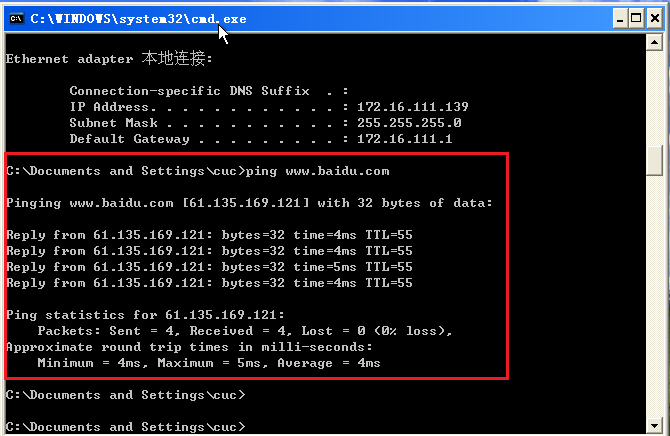 C:\WINDOWS\system32\cmd.exe
Ethernet adapter 本地连接:
Connection-specific DNS Suffix  . :
IP Address. . . . . . . . . . . . : 172.16.111.139
Subnet Mask . . . . . . . . . . . : 255.255.255.0
Default Gateway . . . . . . . . . : 172.16.111.1
C:\Documents and Settings\cuc>ping www.baidu.com
Pinging www.baidu.com [61.135.169.121] with 32 bytes of data:
Reply from 61.135.169.121: bytes=32 time=4ms TTL=55
Reply from 61.135.169.121: bytes=32 time=4ms TTL=55
Reply from 61.135.169.121: bytes=32 time=5ms TTL=55
Reply from 61.135.169.121: bytes=32 time=4ms TTL=55
Ping statistics for 61.135.169.121:
Packets: Sent = 4, Received = 4, Lost = 0 (0% loss),
Approximate round trip times in milli-seconds:
Minimum = 4ms, Maximum = 5ms, Average = 4ms
C:\Documents and Settings\cuc>
C:\Documents and Settings\cuc>